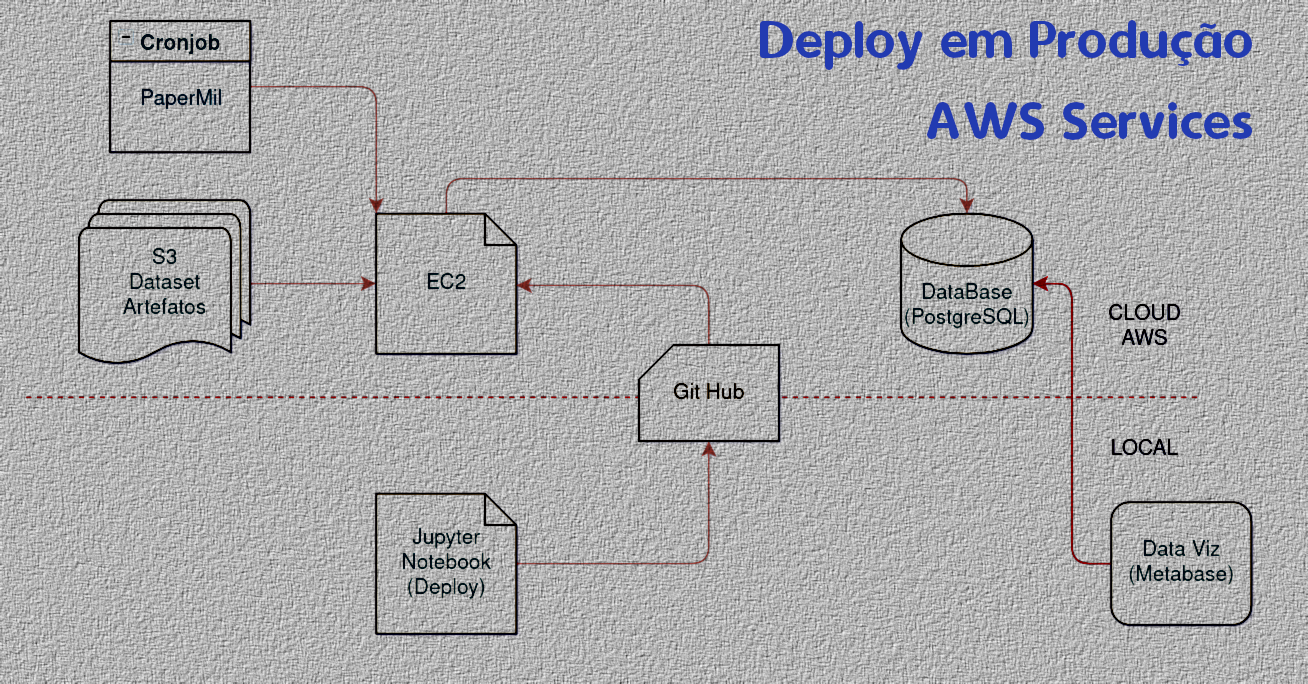 Deploy em Produção
AWS Services
Cronjob
PaperMil
S3
Dataset
Artefatos
EC2
DataBase
(PostgreSQL)
CLOUD
AWS
Git Hub
LOCAL
Jupyter
Notebook
(Deploy)
Data Viz
(Metabase)